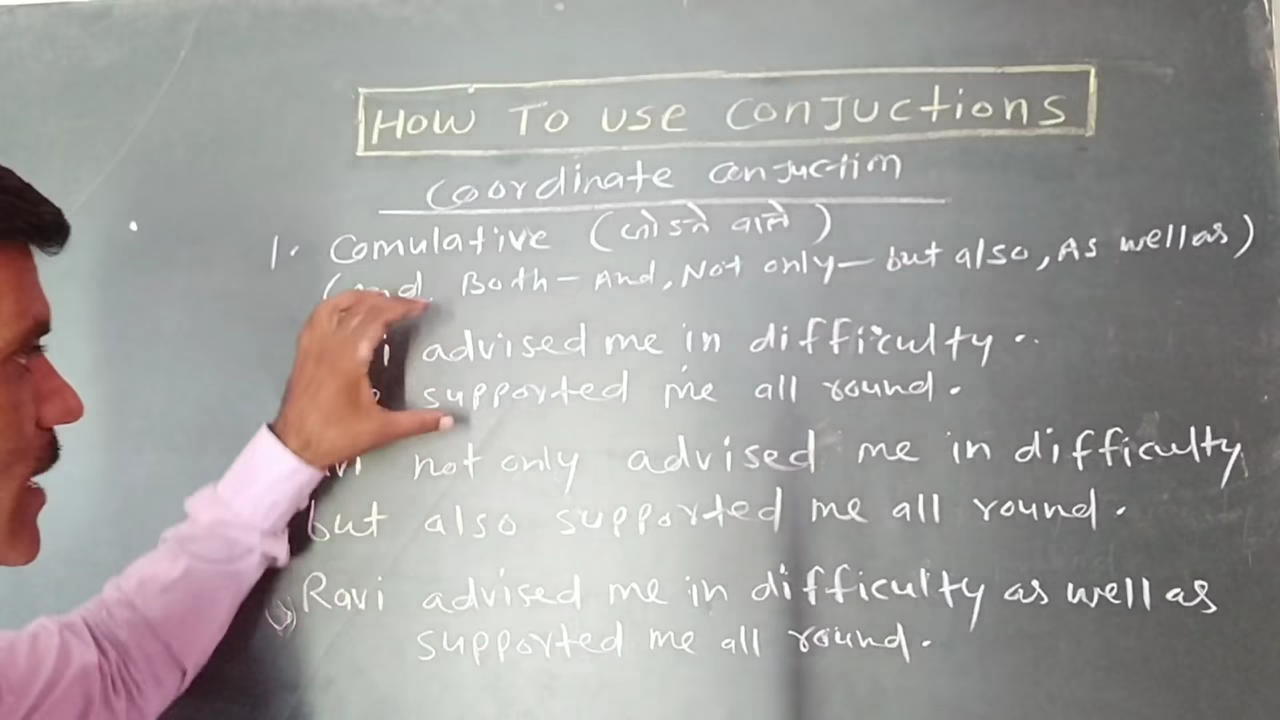 HOW TO USE CONJUCTIONS
Coordinate Conjuction
1. Comulative (जोडने वाले)
(And, Both - And, Not only - but also, As well as)
advised me in difficulty.
supported me all round.
not only advised me in difficulty
but also supported me all round.
Ravi advised me in difficulty as well as
supported me all round.